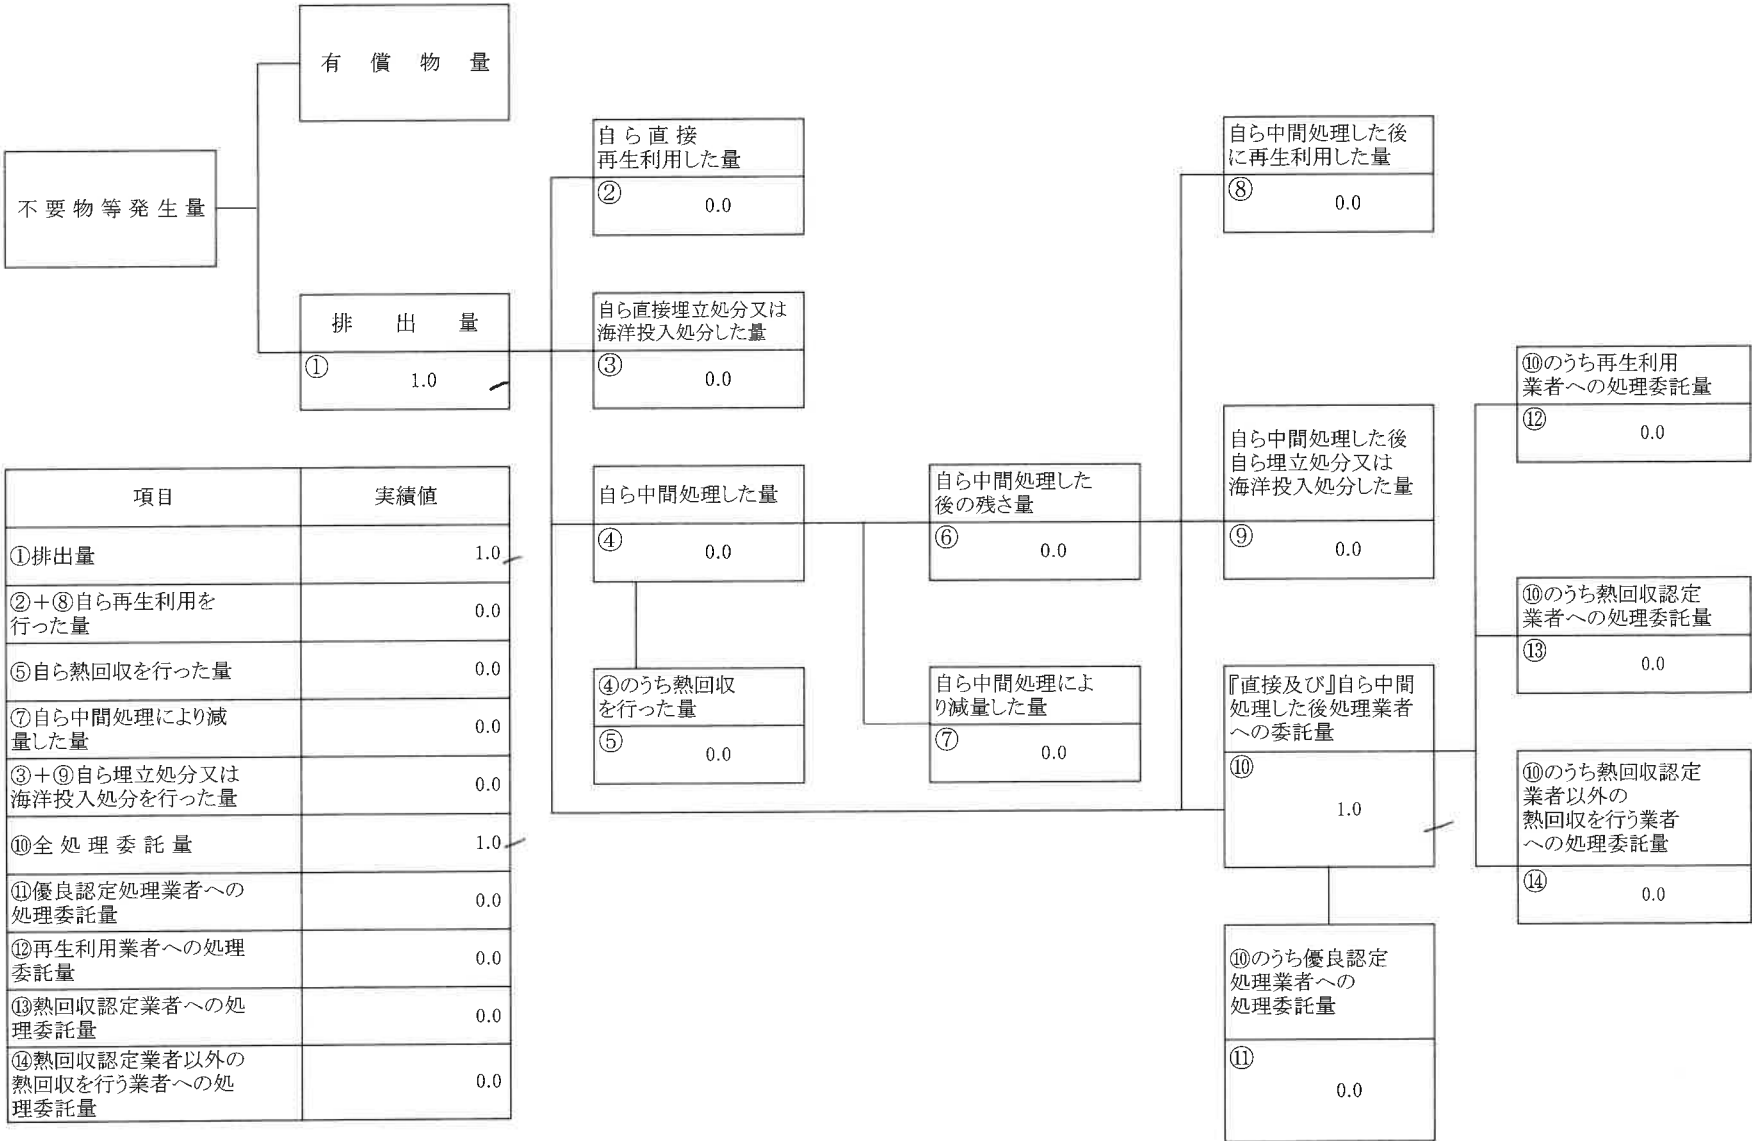 有償物量
不要物等発生量
排出量
①
1.0
自ら直接
再生利用した量
②
0.0
自ら直接埋立処分又は
海洋投入処分した量
③
0.0
自ら中間処理した量
④
0.0
④のうち熱回収
を行った量
⑤
0.0
自ら中間処理した
後の残さ量
⑥
0.0
自ら中間処理によ
り減量した量
⑦
0.0
自ら中間処理した後
に再生利用した量
⑧
0.0
自ら中間処理した後
自ら埋立処分又は
海洋投入処分した量
⑨
0.0
『直接及び』自ら中間
処理した後処理業者
への委託量
⑩
1.0
⑩のうち優良認定
処理業者への
処理委託量
⑪
0.0
⑩のうち再生利用
業者への処理委託量
⑫
0.0
⑩のうち熱回収認定
業者への処理委託量
⑬
0.0
⑩のうち熱回収認定
業者以外の
熱回収を行う業者
への処理委託量
⑭
0.0
項目 実績値
①排出量 1.0
②+⑧自ら再生利用を
行った量 0.0
⑤自ら熱回収を行った量 0.0
⑦自ら中間処理により減
量した量 0.0
③+⑨自ら埋立処分又は
海洋投入処分を行った量 0.0
⑩全処理委託量 1.0
⑪優良認定処理業者への
処理委託量 0.0
⑫再生利用業者への処理
委託量 0.0
⑬熱回収認定業者への処
理委託量 0.0
⑭熱回収認定業者以外の
熱回収を行う業者への処
理委託量 0.0